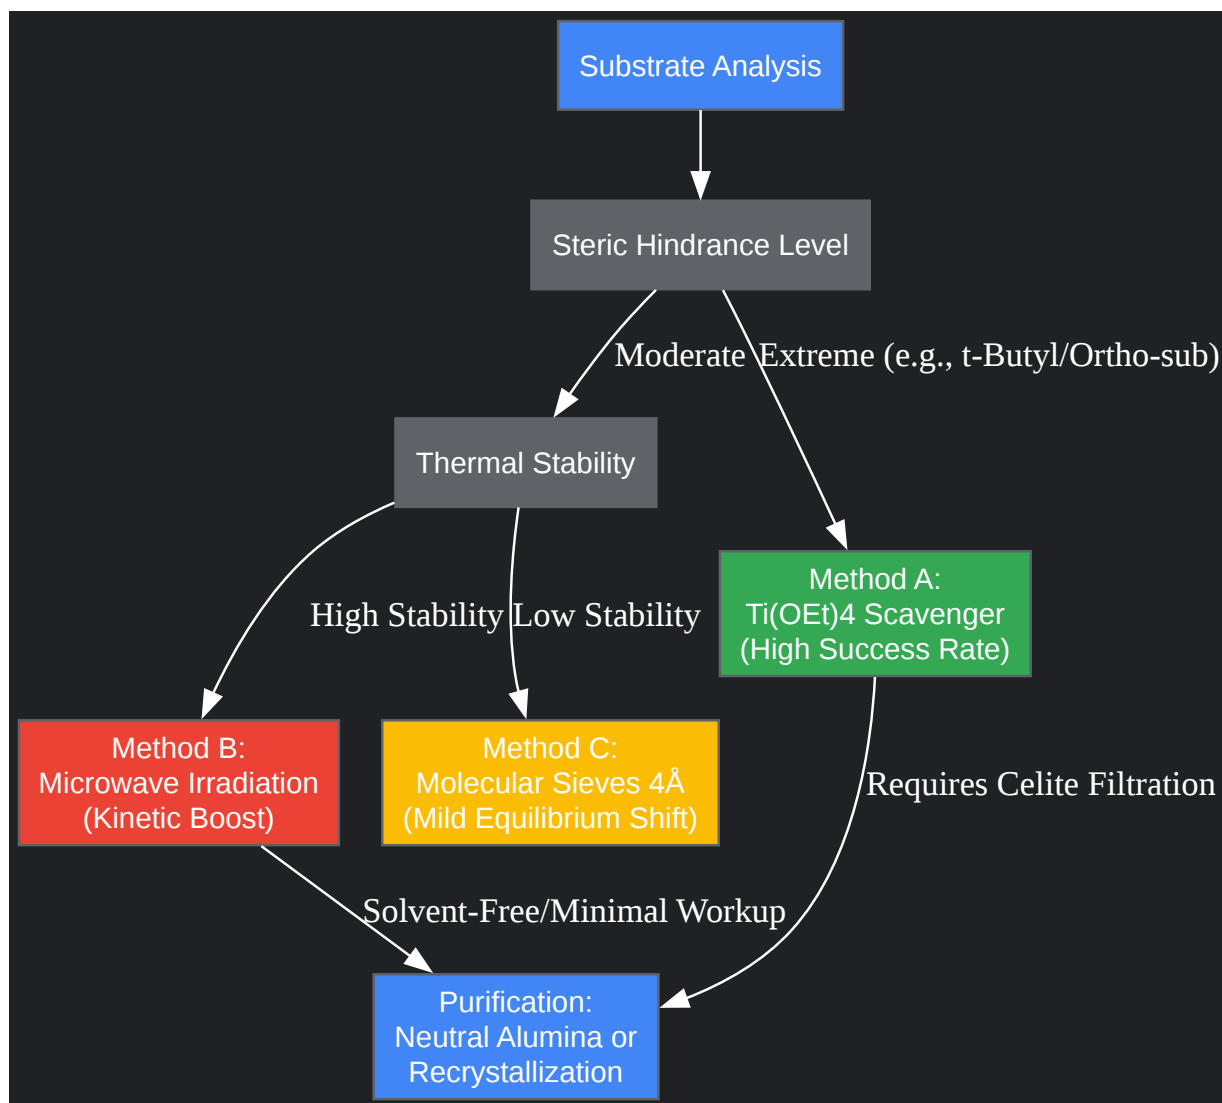 Substrate Analysis
Steric Hindrance Level
Moderate
Extreme (e.g., t-Butyl/Ortho-sub)
Thermal Stability
High Stability
Low Stability
Method A:
Ti(OEt)4 Scavenger
(High Success Rate)
Method B:
Microwave Irradiation
(Kinetic Boost)
Method C:
Molecular Sieves 4Å
(Mild Equilibrium Shift)
Requires Celite Filtration
Solvent-Free/Minimal Workup
Purification:
Neutral Alumina or
Recrystallization